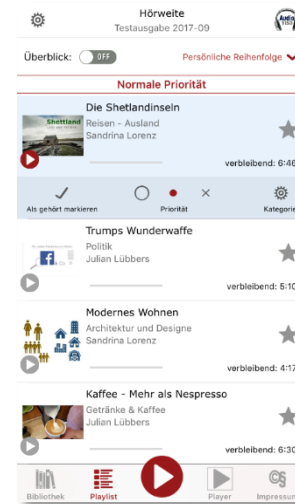 Hörweite
Testausgabe 2017-09
Audio
Überblick: OFF
Persönliche Reihenfolge
Normale Priorität
Die Shetlandinseln
Shettland
Reisen - Ausland
Sandrina Lorenz
verbleibend: 6:46
Als gehört markieren
Priorität
Kategorie
Trumps Wunderwaffe
Politik
Julian Lübbers
verbleibend: 5:10
Modernes Wohnen
Architektur und Designe
Sandrina Lorenz
verbleibend: 4:17
Kaffee - Mehr als Nespresso
Getränke & Kaffee
Julian Lübbers
verbleibend: 6:30
Bibliothek
Playlist
Player
Impressum